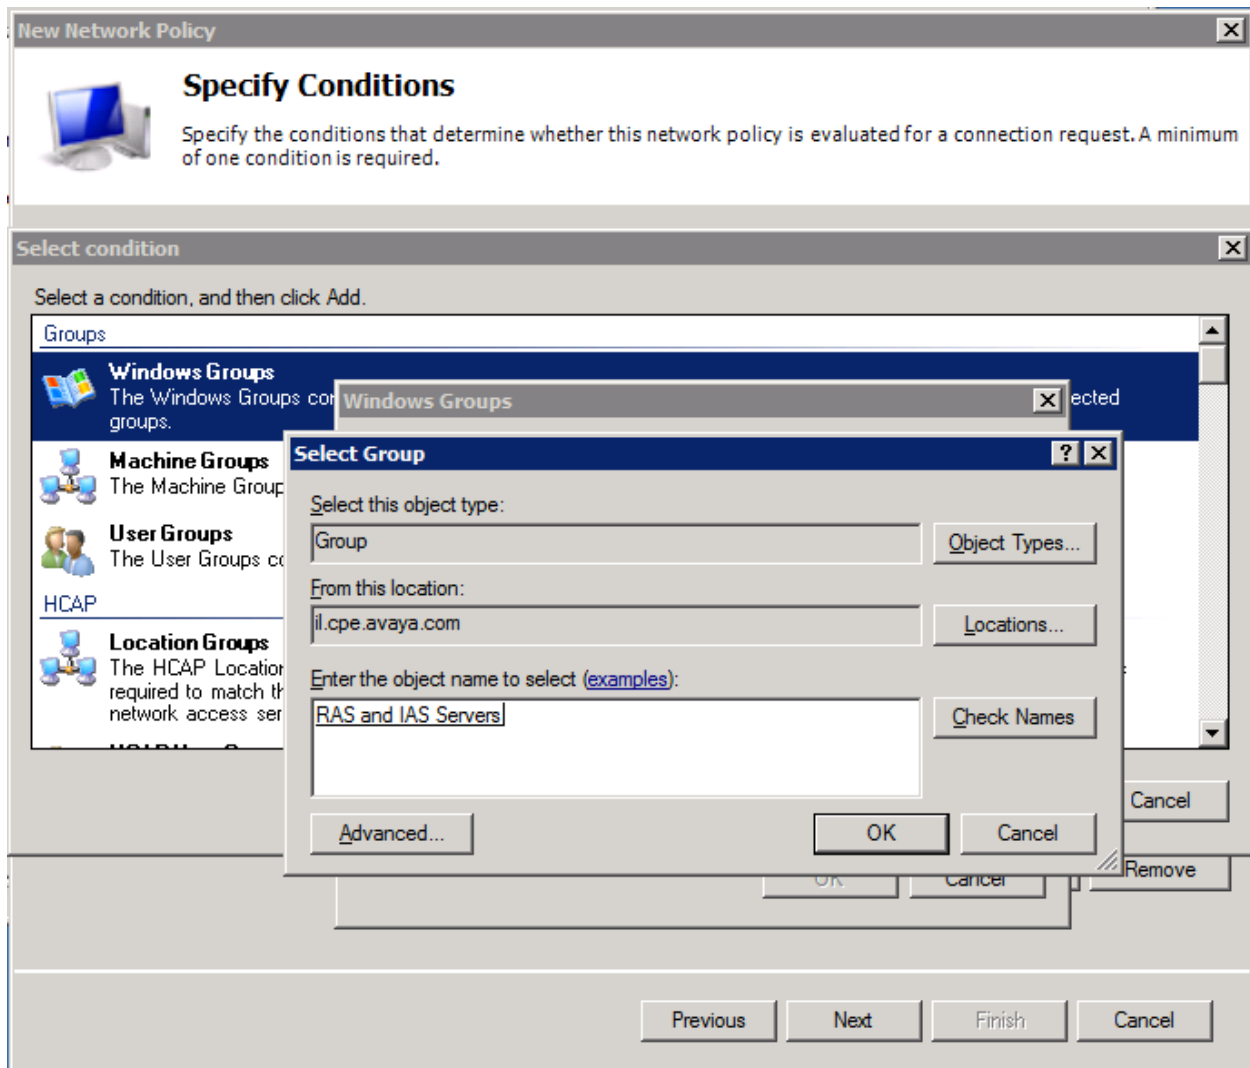 New Network Policy
Specify Conditions
Specify the conditions that determine whether this network policy is evaluated for a connection request. A minimum
of one condition is required.
Select condition
Select a condition, and then click Add.
Groups
Windows Groups
The Windows Groups
ected
groups.
Windows Groups
Machine Groups
The Machine
User Groups
The User Groups
HCAP
Location Groups
The HCAP
required to match
network access
Select Group
Select this object type:
Group
Object Types...
From this location:
il.cpe.avaya.com
Locations...
Enter the object name to select (examples):
RAS and IAS Servers
Check Names
Advanced...
OK
Cancel
Cancel
Remove
OK
Cancel
Previous
Next
Finish
Cancel